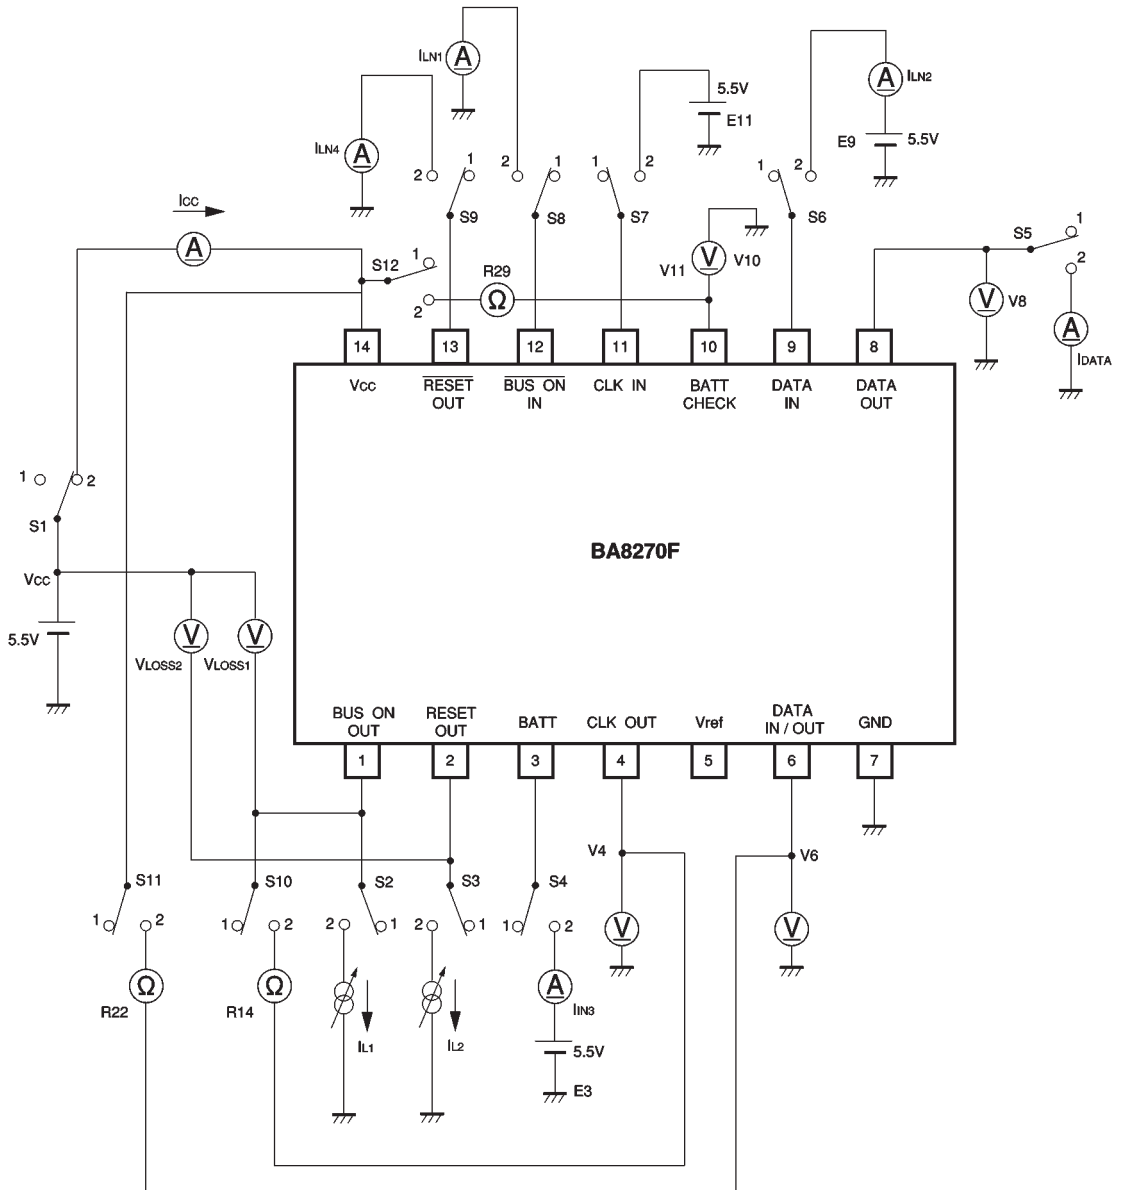 ILN1
A
ILN4
A
5.5V
E11
A
ILN2
E9
5.5V
2
1
2
1
1
2
1
2
S9
S8
S7
S6
ICC
A
S12
1
2
R29
Ω
V11
V
V10
S5
1
2
V
V8
A
IDATA
14
13
12
11
10
9
8
VCC
RESET
OUT
BUS ON
IN
CLK IN
BATT
CHECK
DATA
IN
DATA
OUT
1
2
S1
VCC
5.5V
BA8270F
V
VLOSS2
V
VLOSS1
BUS ON
OUT
RESET
OUT
BATT
CLK OUT
Vref
DATA
IN / OUT
GND
1
2
3
4
5
6
7
V4
V6
S11
S10
S2
S3
S4
1
2
1
2
2
1
2
1
1
2
V
V
Ω
R22
Ω
R14
IL1
IL2
A
IIN3
5.5V
E3